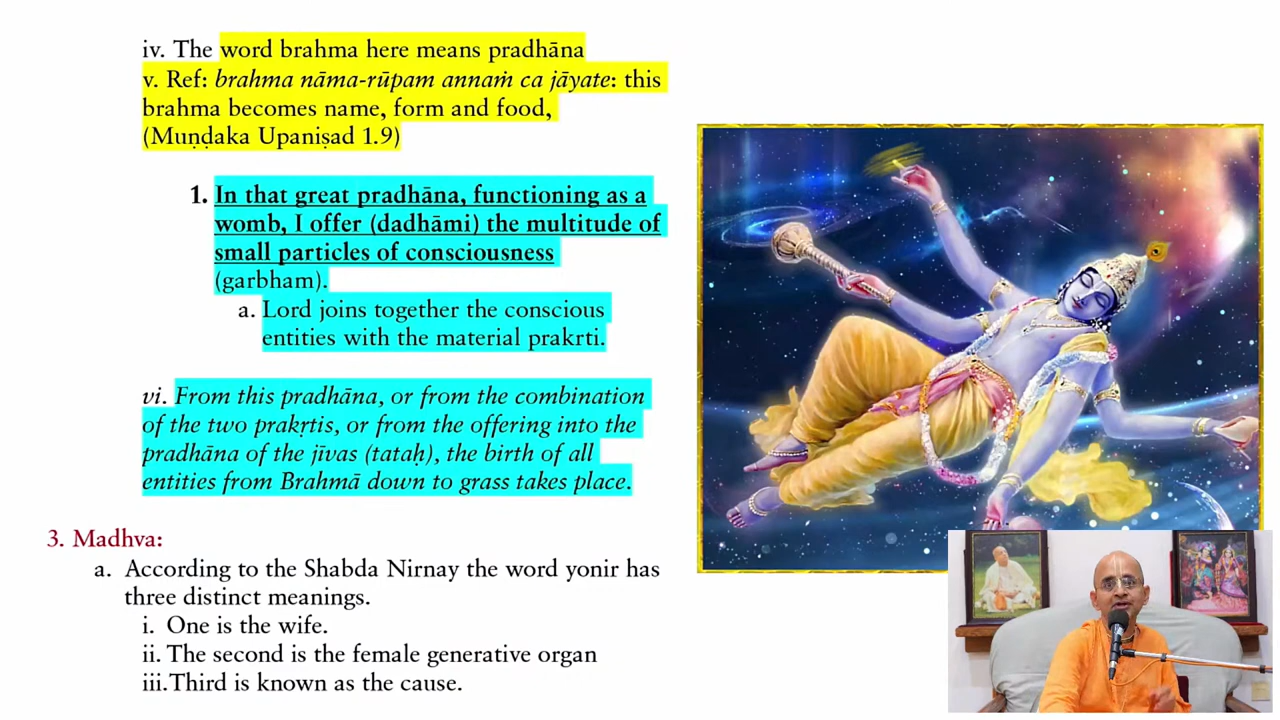 iv. The word brahma here means pradhāna
v. Ref: brahma nāma-rūpam annaṁ ca jāyate: this
brahma becomes name, form and food,
(Muṇḍaka Upaniṣad 1.9)
1. In that great pradhāna, functioning as a
womb, I offer (dadhāmi) the multitude of
small particles of consciousness
(garbham).
a. Lord joins together the conscious
entities with the material prakrti.
vi. From this pradhāna, or from the combination
of the two prakṛtis, or from the offering into the
pradhāna of the jīvas (tataḥ), the birth of all
entities from Brahmā down to grass takes place.
3. Madhva:
a. According to the Shabda Nirnay the word yonir has
three distinct meanings.
i. One is the wife.
ii. The second is the female generative organ
iii.Third is known as the cause.